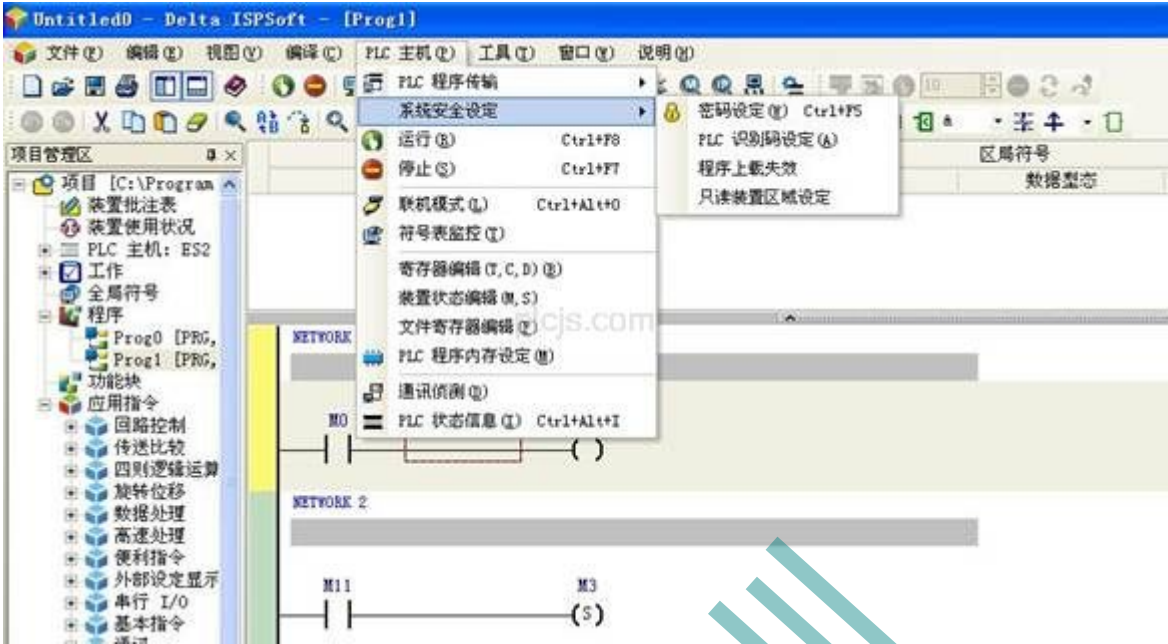 Untitled0 - Delta ISPSoft - [Prog1]
文件(F) 编辑(E) 视图(V) 编译(C) PLC 主机(P) 工具(T) 窗口(W) 说明(H)
PLC 程序传输
系统安全设定
运行(R) Ctrl+F8
停止(S) Ctrl+F7
联机模式(L) Ctrl+Alt+O
符号表监控(T)
寄存器编辑(T,C,D)(R)
装置状态编辑(M,S)
文件寄存器编辑(F)
PLC 程序内存设定(M)
通讯侦测(D)
PLC 状态信息(I) Ctrl+Alt+I
密码设定(W) Ctrl+F5
PLC 识别码设定(A)
程序上载失效
只读装置区域设定
10
项目管理区
项目 [C:\Program
装置批注表
装置使用状况
PLC 主机: ES2
工作
全局符号
程序
Prog0 [PRG,
Prog1 [PRG,
功能块
应用指令
回路控制
传送比较
四则逻辑运算
旋转位移
数据处理
高速处理
便利指令
外部设定显示
串行 I/O
基本指令
通讯
区局符号
数据型态
plcjs.com
NETWORK
M0
NETWORK 2
M11 M3
(S)